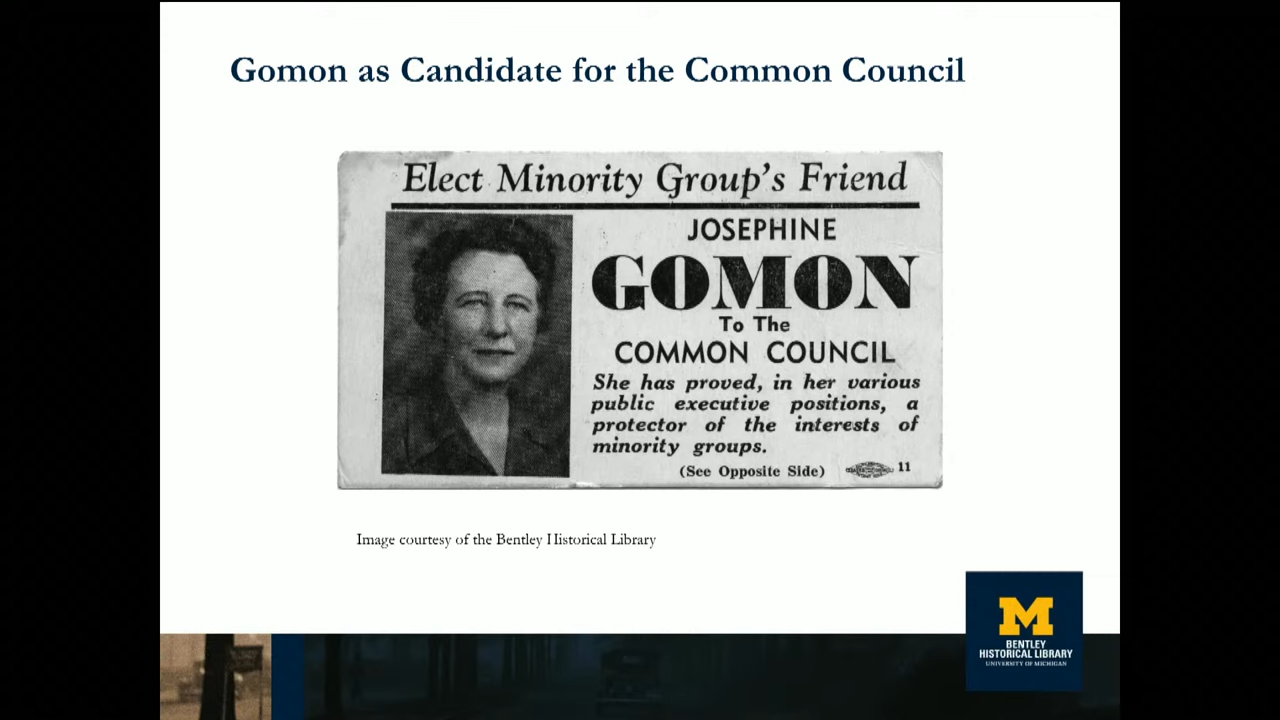 Gomon as Candidate for the Common Council
Elect Minority Group's Friend
JOSEPHINE
GOMON
To The
COMMON COUNCIL
She has proved, in her various
public executive positions, a
protector of the interests of
minority groups.
(See Opposite Side)
11
Image courtesy of the Bentley Historical Library
M
BENTLEY
HISTORICAL LIBRARY
UNIVERSITY OF MICHIGAN